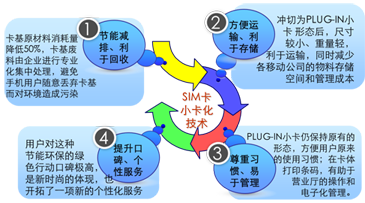 1
节能减
排、利
于回收
卡基原材料消耗量
降低50%，卡基废
料由企业进行专业
化集中处理，避免
手机用户随意丢弃卡基
而对环境造成污染
2
方便运
输、利
于存储
冲切为PLUG-IN小
卡 形态后，尺寸
较小、重量轻，
利于运输，同时减少
各移动公司的物料存储
空间和管理成本
SIM卡
小卡化
技术
4
提升口
碑、个
性服务
用户对这种
节能环保的绿
色行动口碑极高，
是新时尚的体现，也
开拓了一项新的个性化服务
3
尊重习
惯、易
于管理
PLUG-IN小卡仍保持原有的
形态，方便用户原来
的使用习惯；在卡体
打印条码，有助于
营业厅的操作和
电子化管理。